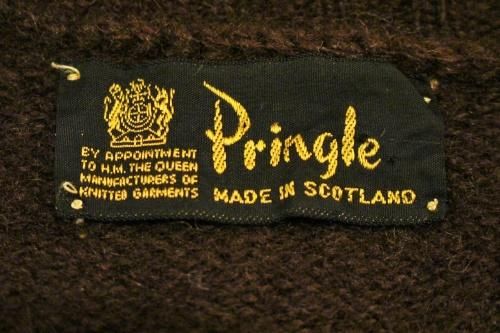 BY APPOINTMENT
TO H.M. THE QUEEN
MANUFACTURERS OF
KNITTED GARMENTS
Pringle
MADE IN SCOTLAND